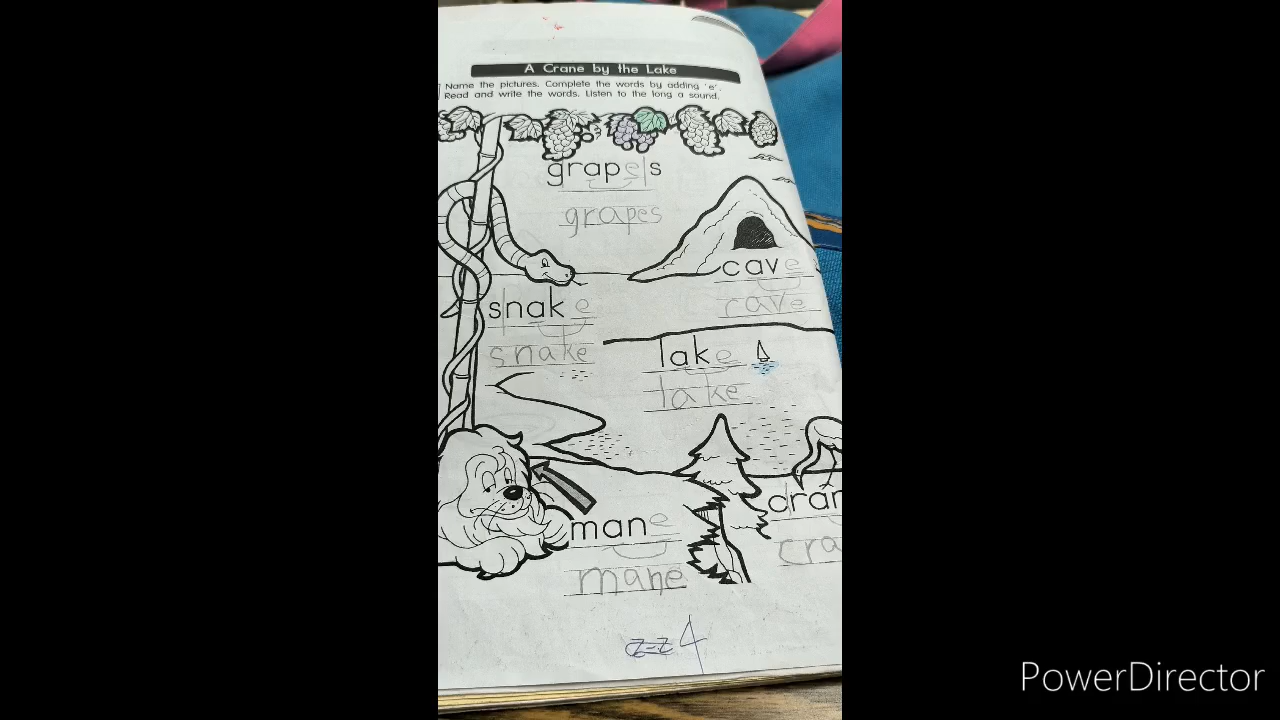 A Crane by the Lake
Name the pictures. Complete the words by adding 'e'.
Read and write the words. Listen to the long a sound.
grapes
grapes
cave
cave
snake
snake
lake
lake
mane
mane
cran
cra
4
PowerDirector